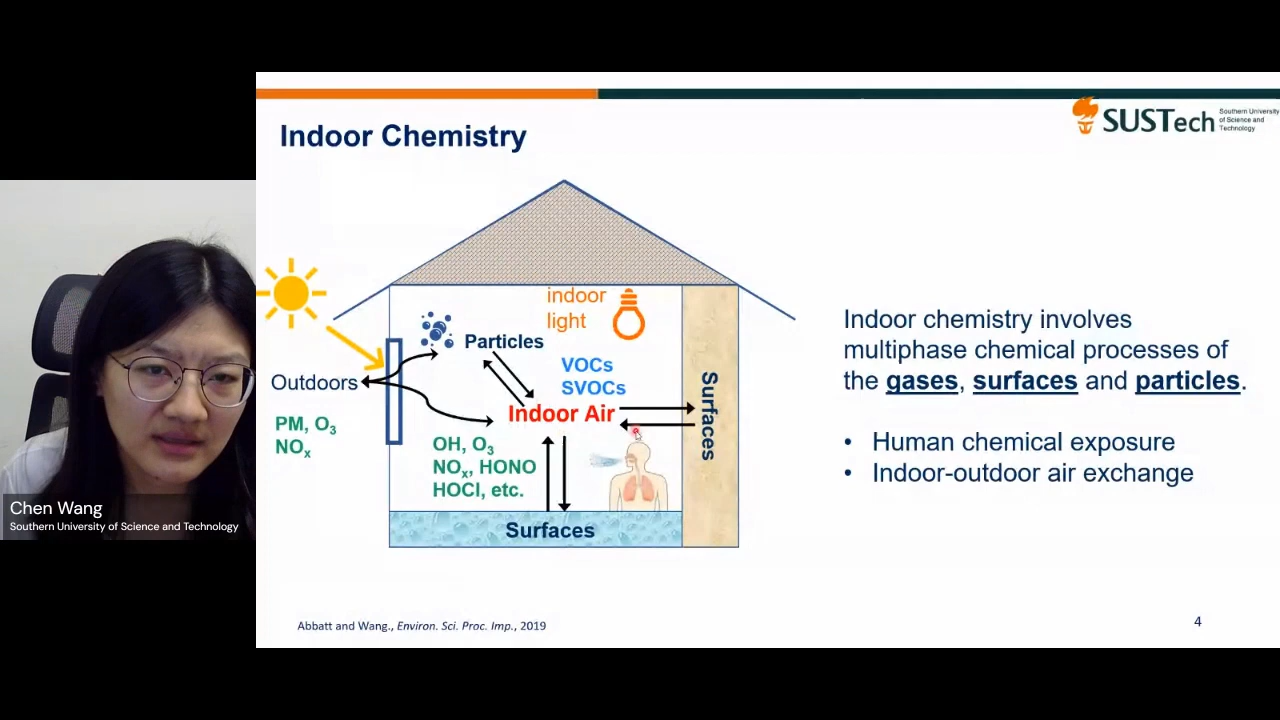 SUSTech
Southern University
of Science and
Technology
Indoor Chemistry
indoor
light
Particles
VOCs
SVOCs
Outdoors
Indoor Air
PM, O3
NOx
OH, O3
NOx, HONO
HOCl, etc.
Surfaces
Surfaces
Indoor chemistry involves
multiphase chemical processes of
the gases, surfaces and particles.
• Human chemical exposure
• Indoor-outdoor air exchange
Chen Wang
Southern University of Science and Technology
Abbatt and Wang., Environ. Sci. Proc. Imp., 2019
4